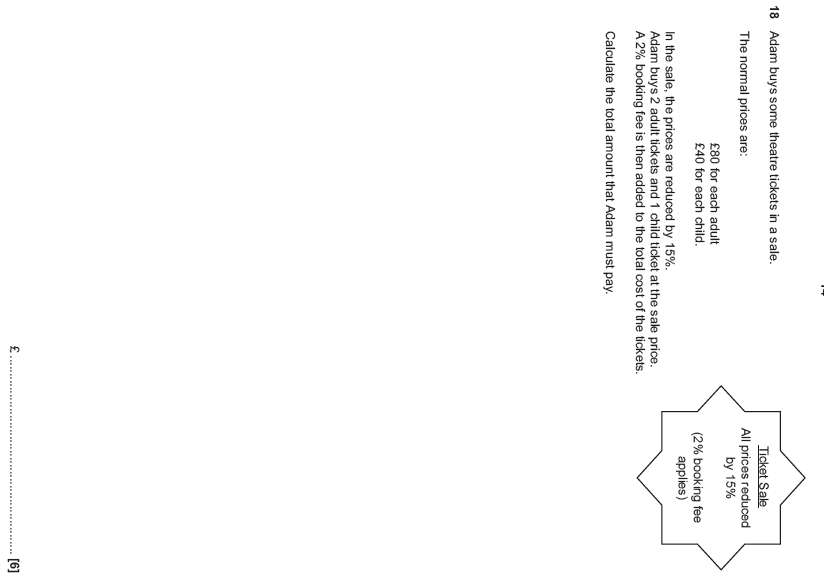 18 Adam buys some theatre tickets in a sale.
The normal prices are:
£80 for each adult
£40 for each child.
Ticket Sale
All prices reduced
by 15%
(2% booking fee
applies)
In the sale, the prices are reduced by 15%.
Adam buys 2 adult tickets and 1 child ticket at the sale price.
A 2% booking fee is then added to the total cost of the tickets.
Calculate the total amount that Adam must pay.
£ ........................................................ [6]